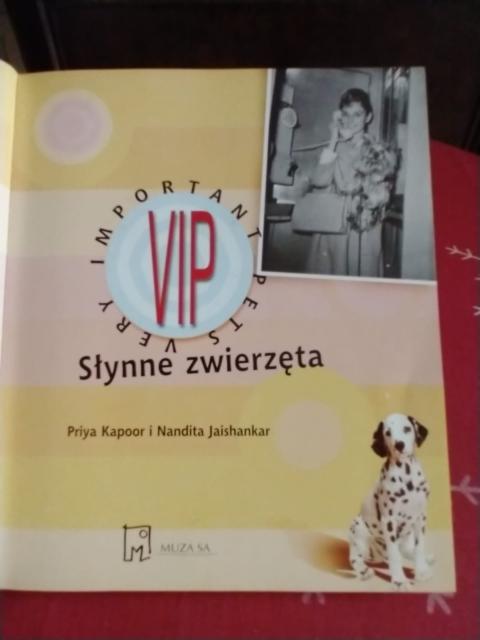 VERY IMPORTANT PETS
VIP
Słynne zwierzęta
Priya Kapoor i Nandita Jaishankar
M
MUZA SA